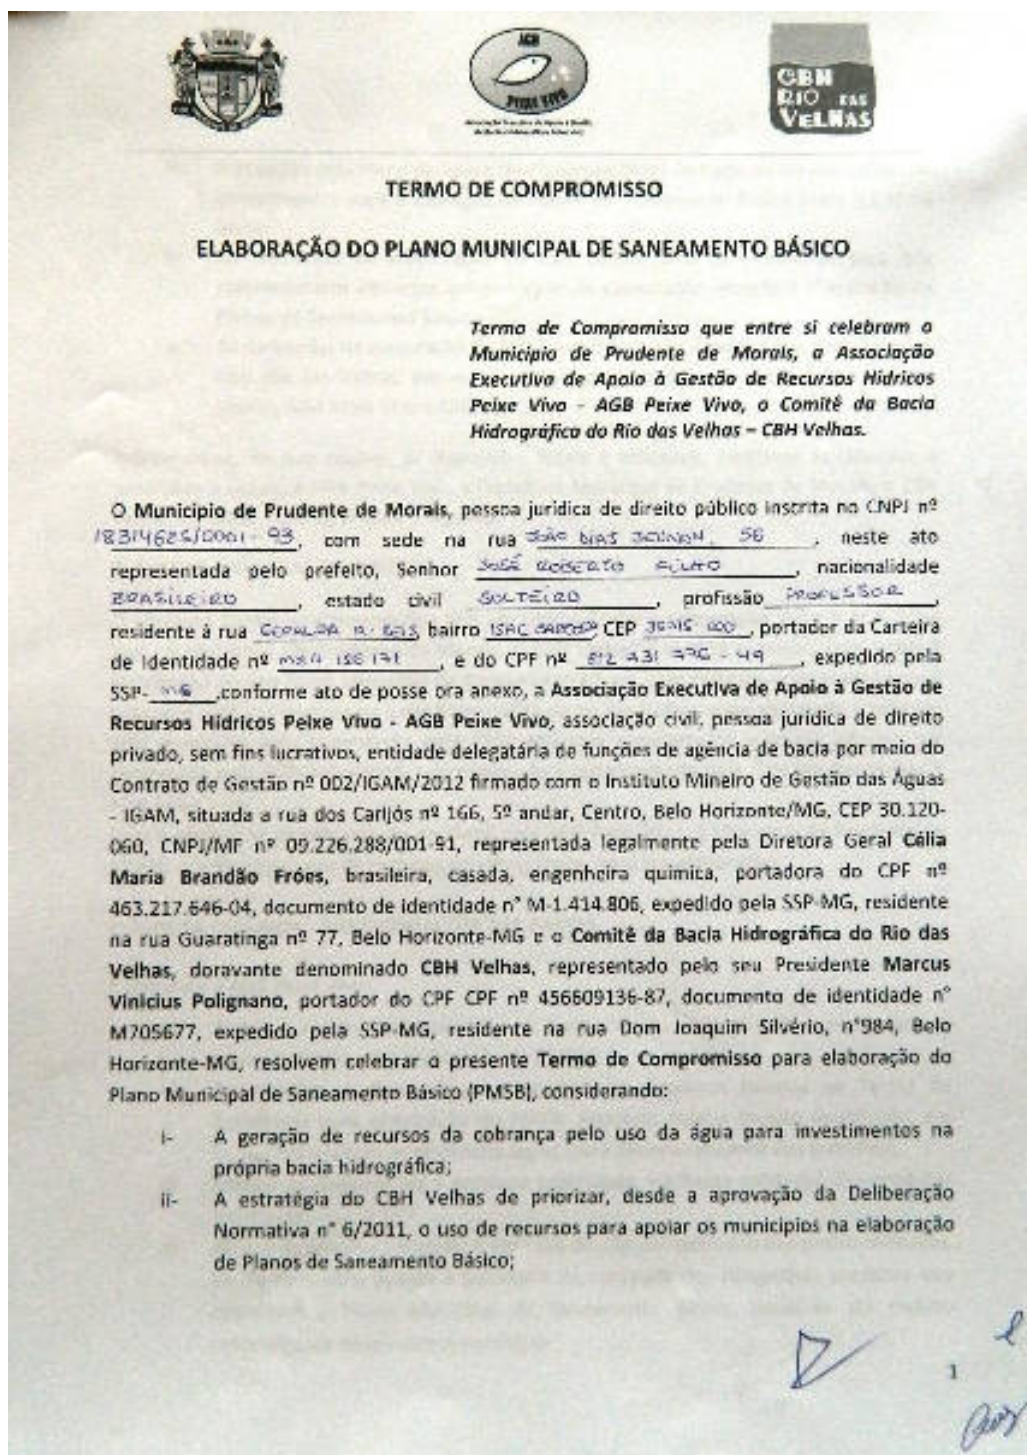 AGB
PEIXE VIVO
CBH
RIO DAS
VELHAS
TERMO DE COMPROMISSO
ELABORAÇÃO DO PLANO MUNICIPAL DE SANEAMENTO BÁSICO
Termo de Compromisso que entre si celebram o
Município de Prudente de Morais, a Associação
Executiva de Apoio à Gestão de Recursos Hídricos
Peixe Vivo - AGB Peixe Vivo, o Comitê da Bacia
Hidrográfica do Rio das Velhas – CBH Velhas.
O Município de Prudente de Morais, pessoa jurídica de direito público inscrita no CNPJ nº
18314625/0001-93, com sede na rua JOÃO DIAS 56, neste ato
representada pelo prefeito, Senhor JOSÉ ROBERTO FILHO, nacionalidade
BRASILEIRO, estado civil SOLTEIRO, profissão PROFESSOR,
residente à rua bairro CEP, portador da Carteira
de Identidade nº, e do CPF nº, expedido pela
SSP- MG, conforme ato de posse ora anexo, a Associação Executiva de Apoio à Gestão de
Recursos Hídricos Peixe Vivo - AGB Peixe Vivo, associação civil, pessoa jurídica de direito
privado, sem fins lucrativos, entidade delegatária de funções de agência de bacia por meio do
Contrato de Gestão nº 002/IGAM/2012 firmado com o Instituto Mineiro de Gestão das Águas
- IGAM, situada a rua dos Carijós nº 166, 5º andar, Centro, Belo Horizonte/MG, CEP 30.120-
060, CNPJ/MF nº 09.226.288/001-91, representada legalmente pela Diretora Geral Célia
Maria Brandão Fróes, brasileira, casada, engenheira química, portadora do CPF nº
463.217.646-04, documento de identidade n° M-1.414.806, expedido pela SSP-MG, residente
na rua Guaratinga nº 77, Belo Horizonte-MG e o Comitê da Bacia Hidrográfica do Rio das
Velhas, doravante denominado CBH Velhas, representado pelo seu Presidente Marcus
Vinicius Polignano, portador do CPF CPF nº 456609136-87, documento de identidade n°
M705677, expedido pela SSP-MG, residente na rua Dom Joaquim Silvério, n°984, Belo
Horizonte-MG, resolvem celebrar o presente Termo de Compromisso para elaboração do
Plano Municipal de Saneamento Básico (PMSB), considerando:
i- A geração de recursos da cobrança pelo uso da água para investimentos na
própria bacia hidrográfica;
ii- A estratégia do CBH Velhas de priorizar, desde a aprovação da Deliberação
Normativa n° 6/2011, o uso de recursos para apoiar os municípios na elaboração
de Planos de Saneamento Básico;
1